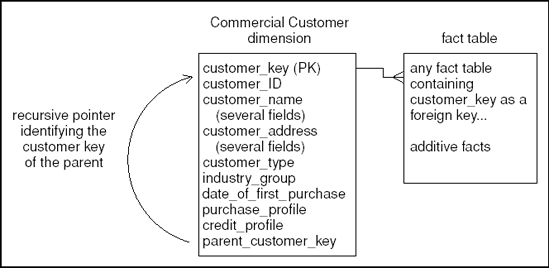 Commercial Customer
dimension
fact table
customer_key (PK)
customer_ID
customer_name
(several fields)
customer_address
(several fields)
customer_type
industry_group
date_of_first_purchase
purchase_profile
credit_profile
parent_customer_key
any fact table
containing
customer_key as a
foreign key...
additive facts
recursive pointer
identifying the
customer key
of the parent